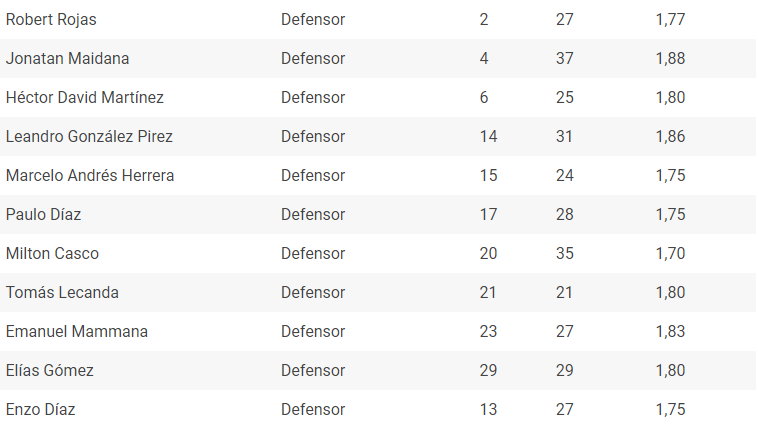 Robert Rojas Defensor 2 27 1,77
Jonatan Maidana Defensor 4 37 1,88
Héctor David Martínez Defensor 6 25 1,80
Leandro González Pirez Defensor 14 31 1,86
Marcelo Andrés Herrera Defensor 15 24 1,75
Paulo Díaz Defensor 17 28 1,75
Milton Casco Defensor 20 35 1,70
Tomás Lecanda Defensor 21 21 1,80
Emanuel Mammana Defensor 23 27 1,83
Elías Gómez Defensor 29 29 1,80
Enzo Díaz Defensor 13 27 1,75